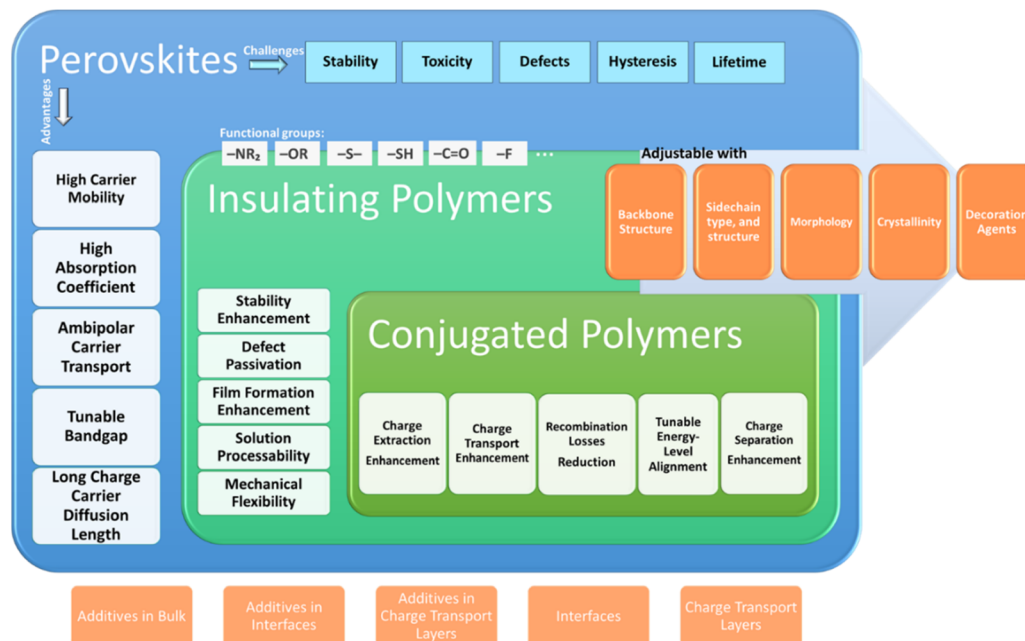 Perovskites
Challenges
Stability
Toxicity
Defects
Hysteresis
Lifetime
Advantages
High Carrier
Mobility
High
Absorption
Coefficient
Ambipolar
Carrier
Transport
Tunable
Bandgap
Long Charge
Carrier
Diffusion
Length
Functional groups:
–NR₂
–OR
–S–
–SH
–C=O
–F
...
Insulating Polymers
Adjustable with
Backbone
Structure
Sidechain
type, and
structure
Morphology
Crystallinity
Decoration
Agents
Stability
Enhancement
Defect
Passivation
Film Formation
Enhancement
Solution
Processability
Mechanical
Flexibility
Conjugated Polymers
Charge
Extraction
Enhancement
Charge
Transport
Enhancement
Recombination
Losses
Reduction
Tunable
Energy-
Level
Alignment
Charge
Separation
Enhancement
Additives in Bulk
Additives in
Interfaces
Additives in
Charge Transport
Layers
Interfaces
Charge Transport
Layers